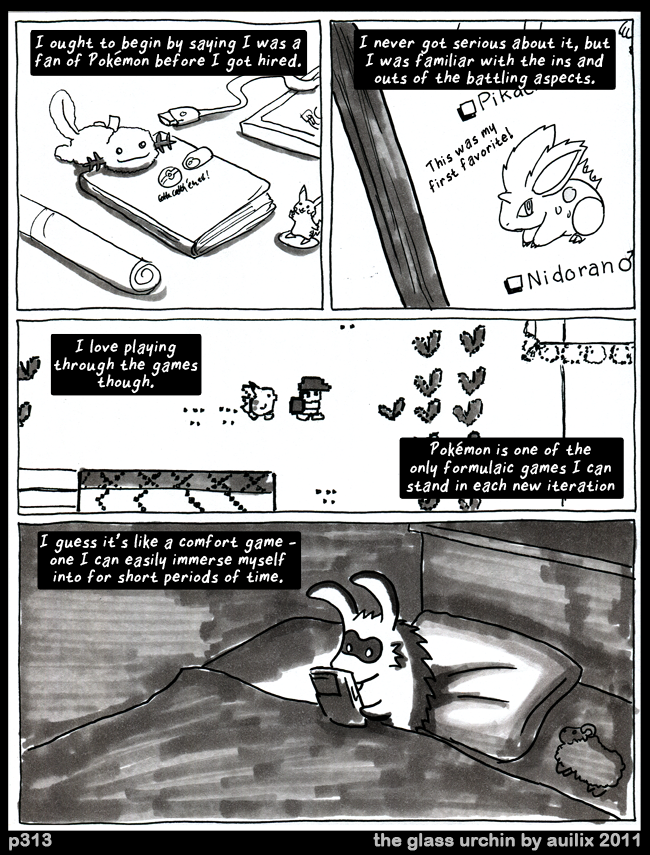 I ought to begin by saying I was a
fan of Pokémon before I got hired.
Gotta catch 'em all!
I never got serious about it, but
I was familiar with the ins and
outs of the battling aspects.
This was my
first favorite!
Nidoran♂
I love playing
through the games
though.
Pokémon is one of the
only formulaic games I can
stand in each new iteration
I guess it's like a comfort game -
one I can easily immerse myself
into for short periods of time.
p313
the glass urchin by auilix 2011